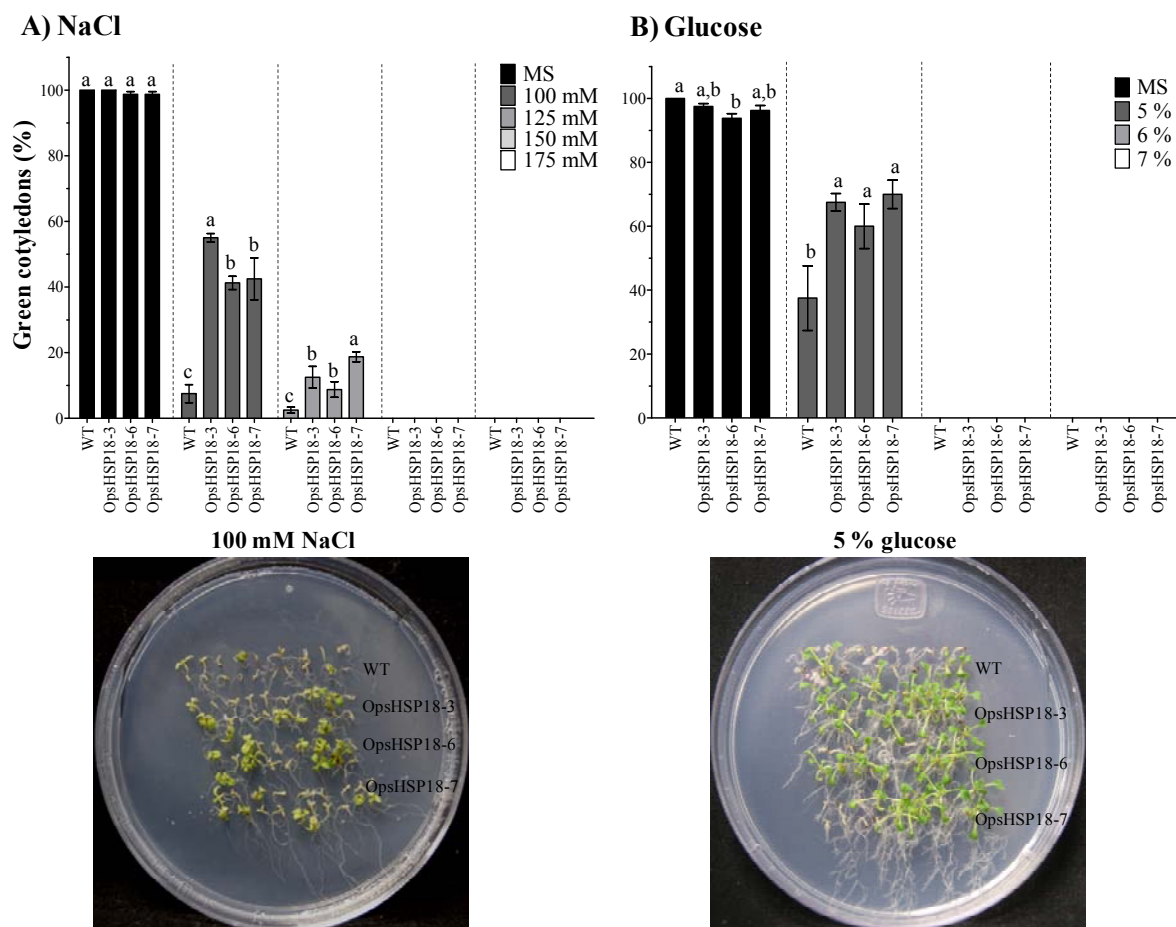 A) NaCl
Green cotyledons (%)
100
80
60
40
20
0
a a a a
c a b b
c b b a
MS
100 mM
125 mM
150 mM
175 mM
WT
OpsHSP18-3
OpsHSP18-6
OpsHSP18-7
WT
OpsHSP18-3
OpsHSP18-6
OpsHSP18-7
WT
OpsHSP18-3
OpsHSP18-6
OpsHSP18-7
WT
OpsHSP18-3
OpsHSP18-6
OpsHSP18-7
WT
OpsHSP18-3
OpsHSP18-6
OpsHSP18-7
B) Glucose
100
80
60
40
20
0
a a,b b a,b
b a a a
MS
5 %
6 %
7 %
WT
OpsHSP18-3
OpsHSP18-6
OpsHSP18-7
WT
OpsHSP18-3
OpsHSP18-6
OpsHSP18-7
WT
OpsHSP18-3
OpsHSP18-6
OpsHSP18-7
WT
OpsHSP18-3
OpsHSP18-6
OpsHSP18-7
100 mM NaCl
WT
OpsHSP18-3
OpsHSP18-6
OpsHSP18-7
5 % glucose
WT
OpsHSP18-3
OpsHSP18-6
OpsHSP18-7